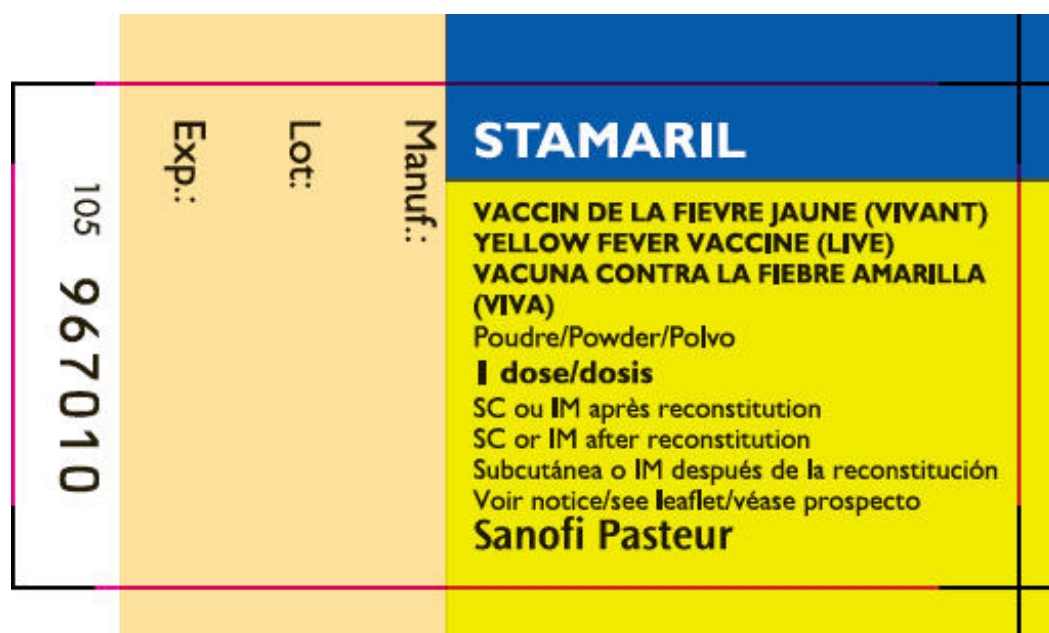 STAMARIL
VACCIN DE LA FIEVRE JAUNE (VIVANT)
YELLOW FEVER VACCINE (LIVE)
VACUNA CONTRA LA FIEBRE AMARILLA
(VIVA)
Poudre/Powder/Polvo
1 dose/dosis
SC ou IM après reconstitution
SC or IM after reconstitution
Subcutánea o IM después de la reconstitución
Voir notice/see leaflet/véase prospecto
Sanofi Pasteur
Manuf.:
Lot:
Exp.:
105 967010